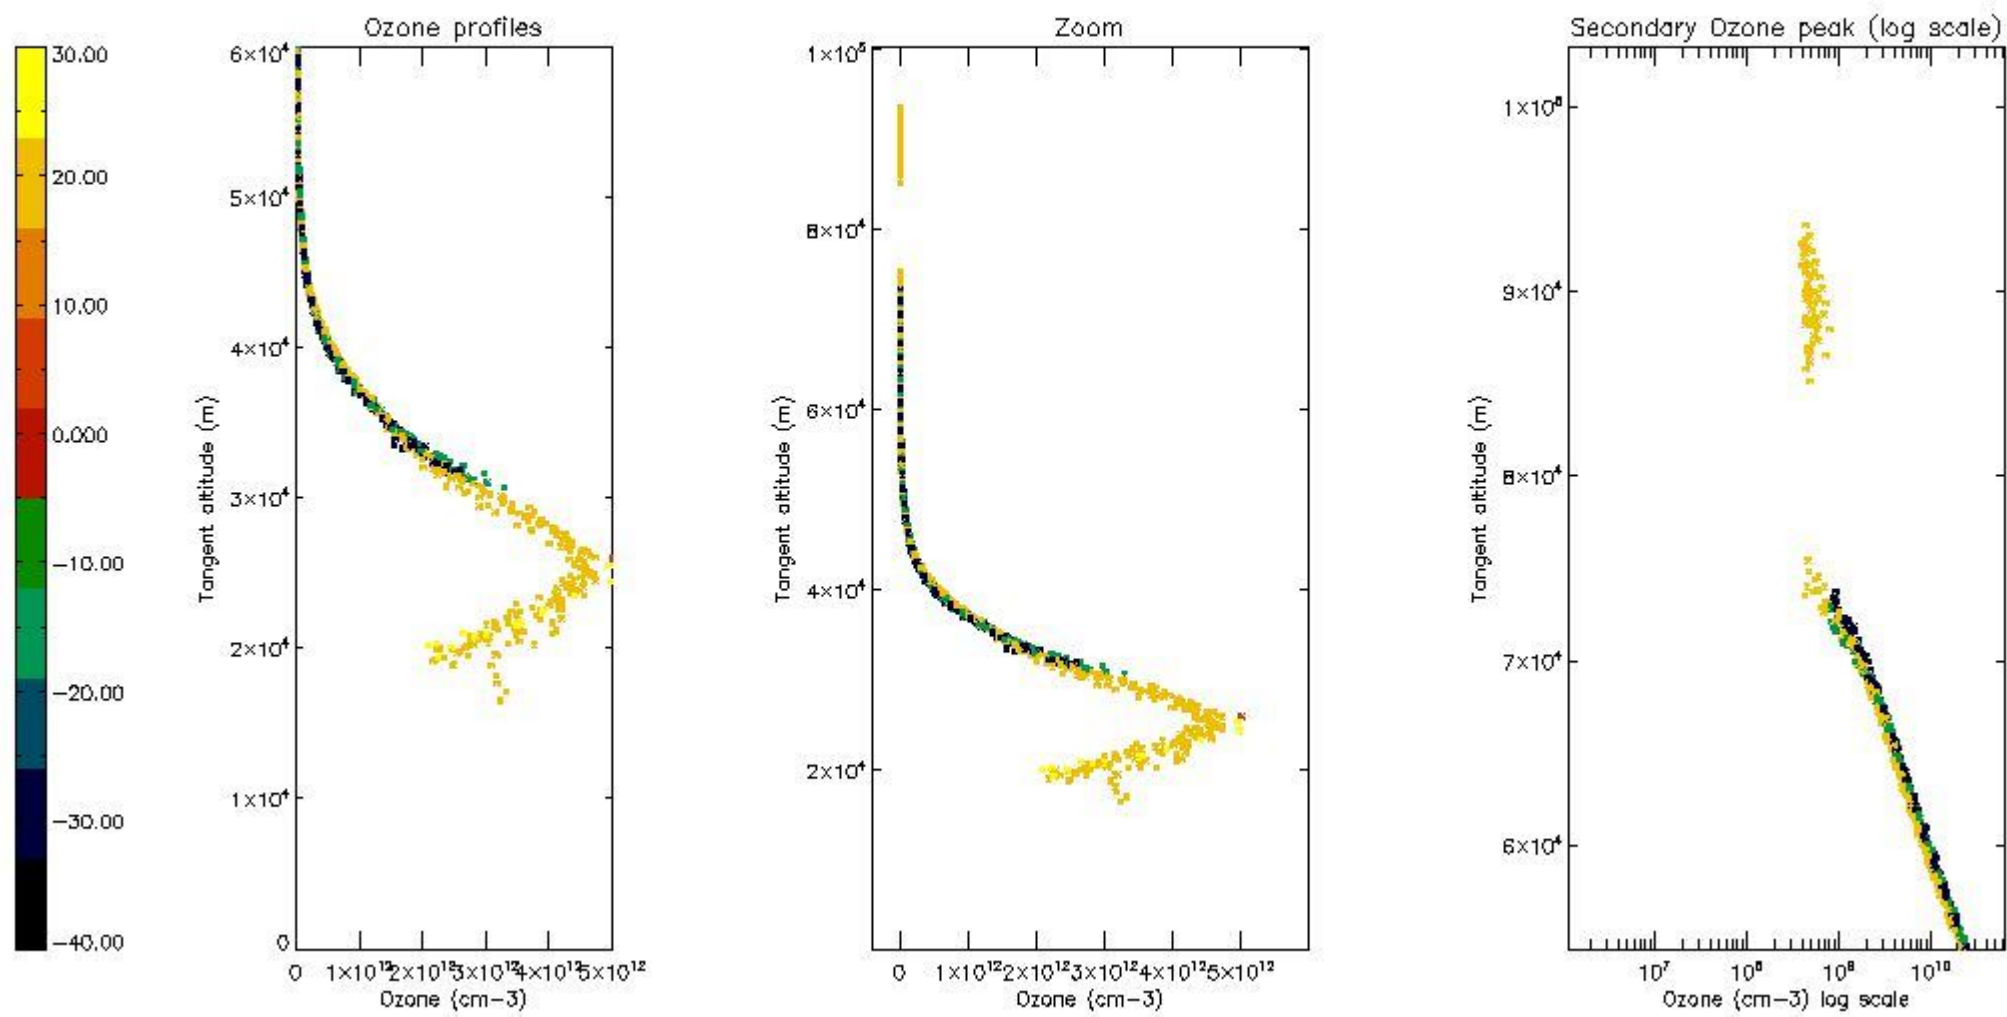 30.00
20.00
10.00
0.000
−10.00
−20.00
−30.00
−40.00
Ozone profiles
6×10⁴
5×10⁴
4×10⁴
3×10⁴
2×10⁴
1×10⁴
0
Tangent altitude (m)
0 1×10¹² 2×10¹² 3×10¹² 4×10¹² 5×10¹²
Ozone (cm−3)
Zoom
1×10⁵
8×10⁴
6×10⁴
4×10⁴
2×10⁴
Tangent altitude (m)
0 1×10¹² 2×10¹² 3×10¹² 4×10¹² 5×10¹²
Ozone (cm−3)
Secondary Ozone peak (log scale)
1×10⁵
9×10⁴
8×10⁴
7×10⁴
6×10⁴
Tangent altitude (m)
10⁷ 10⁸ 10⁹ 10¹⁰
Ozone (cm−3) log scale